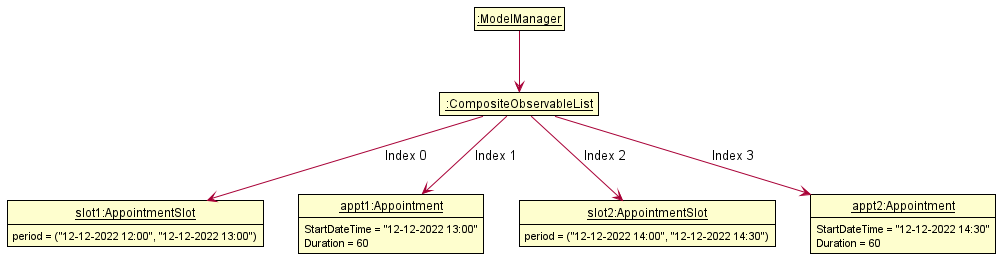 :ModelManager
:CompositeObservableList
Index 0
Index 1
Index 2
Index 3
slot1:AppointmentSlot
period = ("12-12-2022 12:00", "12-12-2022 13:00")
appt1:Appointment
StartDateTime = "12-12-2022 13:00"
Duration = 60
slot2:AppointmentSlot
period = ("12-12-2022 14:00", "12-12-2022 14:30")
appt2:Appointment
StartDateTime = "12-12-2022 14:30"
Duration = 60